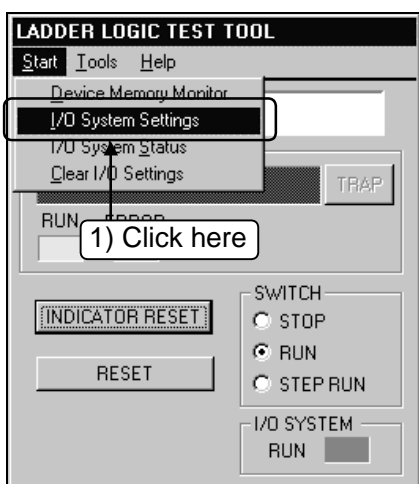 LADDER LOGIC TEST TOOL
Start Tools Help
Device Memory Monitor
I/O System Settings
I/O System Status
Clear I/O Settings
TRAP
RUN ERROR
1) Click here
INDICATOR RESET
RESET
SWITCH
STOP
RUN
STEP RUN
I/O SYSTEM
RUN